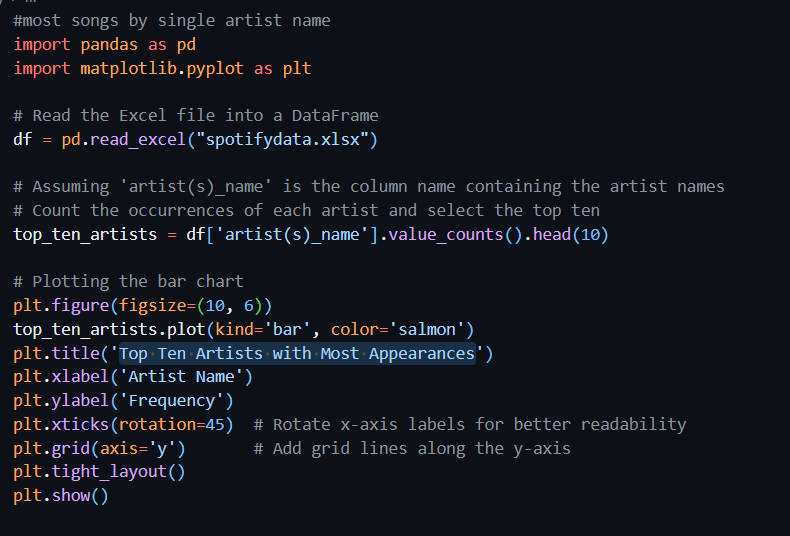 #most songs by single artist name
import pandas as pd
import matplotlib.pyplot as plt

# Read the Excel file into a DataFrame
df = pd.read_excel("spotifydata.xlsx")

# Assuming 'artist(s)_name' is the column name containing the artist names
# Count the occurrences of each artist and select the top ten
top_ten_artists = df['artist(s)_name'].value_counts().head(10)

# Plotting the bar chart
plt.figure(figsize=(10, 6))
top_ten_artists.plot(kind='bar', color='salmon')
plt.title('Top Ten Artists with Most Appearances')
plt.xlabel('Artist Name')
plt.ylabel('Frequency')
plt.xticks(rotation=45)  # Rotate x-axis labels for better readability
plt.grid(axis='y')       # Add grid lines along the y-axis
plt.tight_layout()
plt.show()